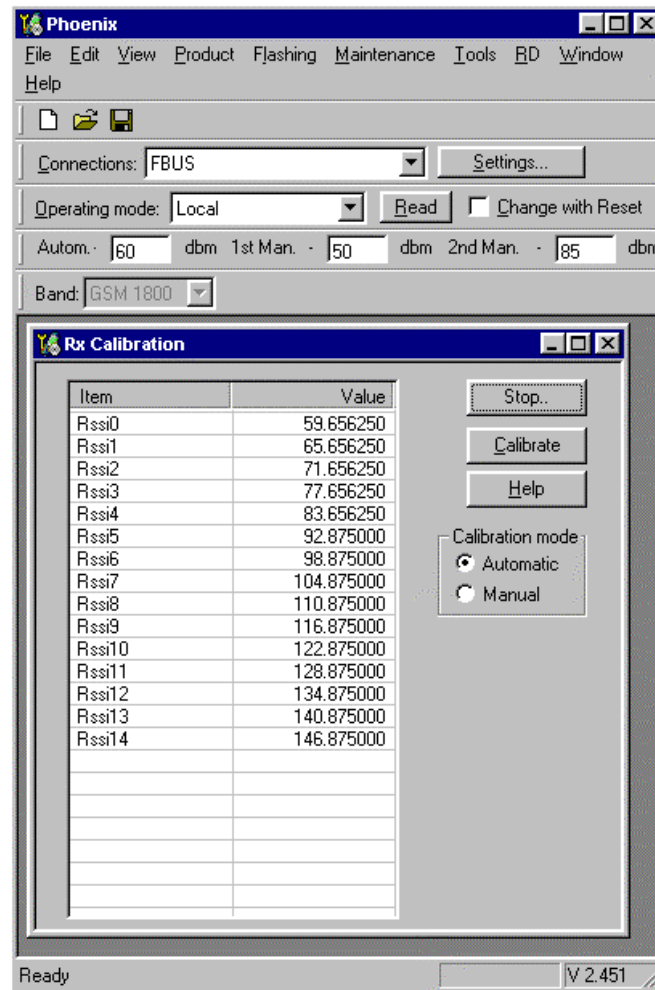 Phoenix
File Edit View Product Flashing Maintenance Tools RD Window
Help
Connections: FBUS Settings...
Operating mode: Local Read Change with Reset
Autom. - 60 dbm 1st Man. - 50 dbm 2nd Man. - 85 dbm
Band: GSM 1800
Rx Calibration
Item Value
Rssi0 59.656250
Rssi1 65.656250
Rssi2 71.656250
Rssi3 77.656250
Rssi4 83.656250
Rssi5 92.875000
Rssi6 98.875000
Rssi7 104.875000
Rssi8 110.875000
Rssi9 116.875000
Rssi10 122.875000
Rssi11 128.875000
Rssi12 134.875000
Rssi13 140.875000
Rssi14 146.875000
Stop..
Calibrate
Help
Calibration mode
Automatic
Manual
Ready V 2.451